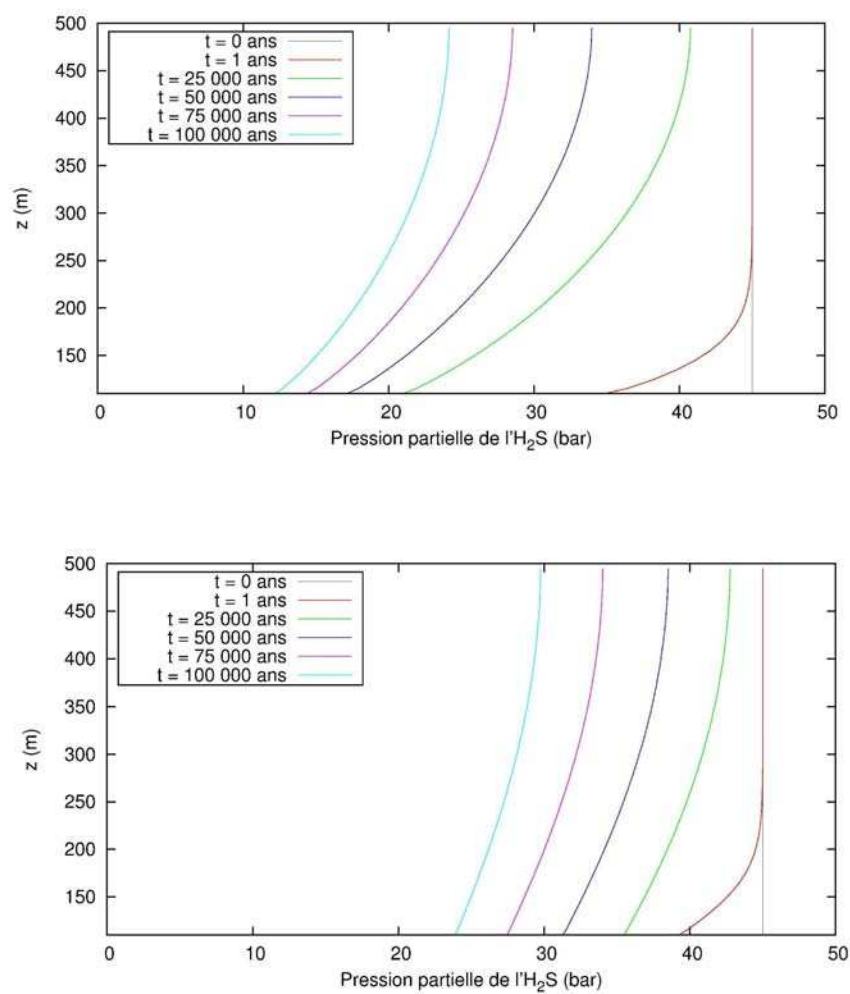 500
450
400
350
300
250
200
150
z (m)
t = 0 ans
t = 1 ans
t = 25 000 ans
t = 50 000 ans
t = 75 000 ans
t = 100 000 ans
0 10 20 30 40 50
Pression partielle de l'H₂S (bar)
500
450
400
350
300
250
200
150
z (m)
t = 0 ans
t = 1 ans
t = 25 000 ans
t = 50 000 ans
t = 75 000 ans
t = 100 000 ans
0 10 20 30 40 50
Pression partielle de l'H₂S (bar)